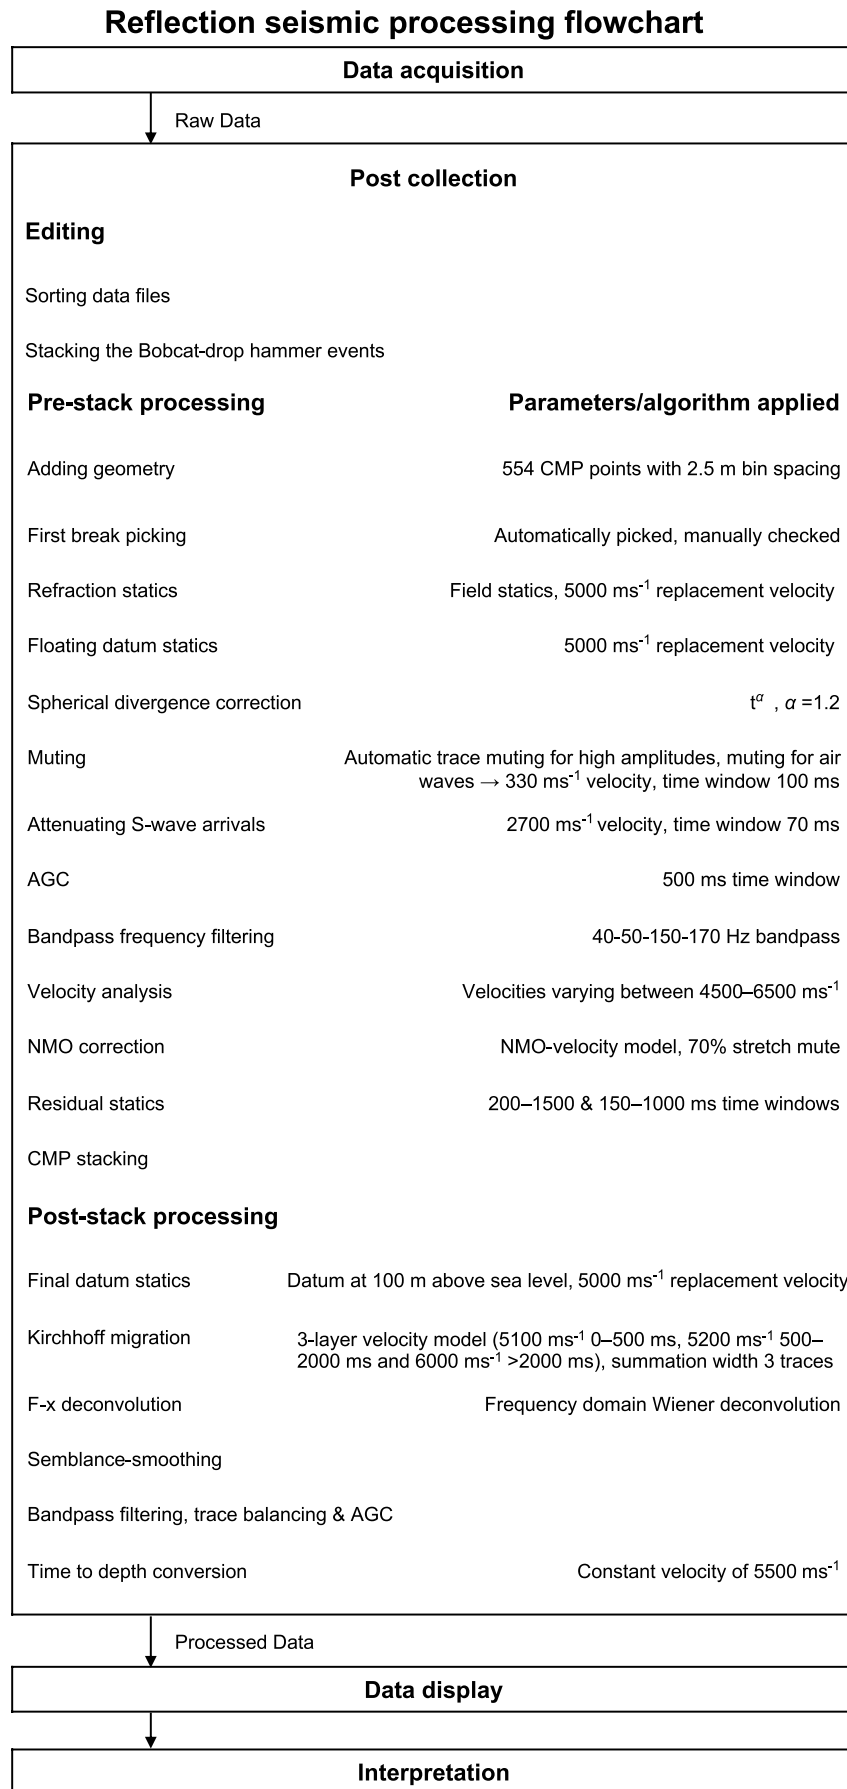 Reflection seismic processing flowchart
Data acquisition
Raw Data
Post collection
Editing
Sorting data files
Stacking the Bobcat-drop hammer events
Pre-stack processing Parameters/algorithm applied
Adding geometry 554 CMP points with 2.5 m bin spacing
First break picking Automatically picked, manually checked
Refraction statics Field statics, 5000 ms⁻¹ replacement velocity
Floating datum statics 5000 ms⁻¹ replacement velocity
Spherical divergence correction t^α , α =1.2
Muting Automatic trace muting for high amplitudes, muting for air
waves → 330 ms⁻¹ velocity, time window 100 ms
Attenuating S-wave arrivals 2700 ms⁻¹ velocity, time window 70 ms
AGC 500 ms time window
Bandpass frequency filtering 40-50-150-170 Hz bandpass
Velocity analysis Velocities varying between 4500–6500 ms⁻¹
NMO correction NMO-velocity model, 70% stretch mute
Residual statics 200–1500 & 150–1000 ms time windows
CMP stacking
Post-stack processing
Final datum statics Datum at 100 m above sea level, 5000 ms⁻¹ replacement velocity
Kirchhoff migration 3-layer velocity model (5100 ms⁻¹ 0–500 ms, 5200 ms⁻¹ 500–
2000 ms and 6000 ms⁻¹ >2000 ms), summation width 3 traces
F-x deconvolution Frequency domain Wiener deconvolution
Semblance-smoothing
Bandpass filtering, trace balancing & AGC
Time to depth conversion Constant velocity of 5500 ms⁻¹
Processed Data
Data display
Interpretation